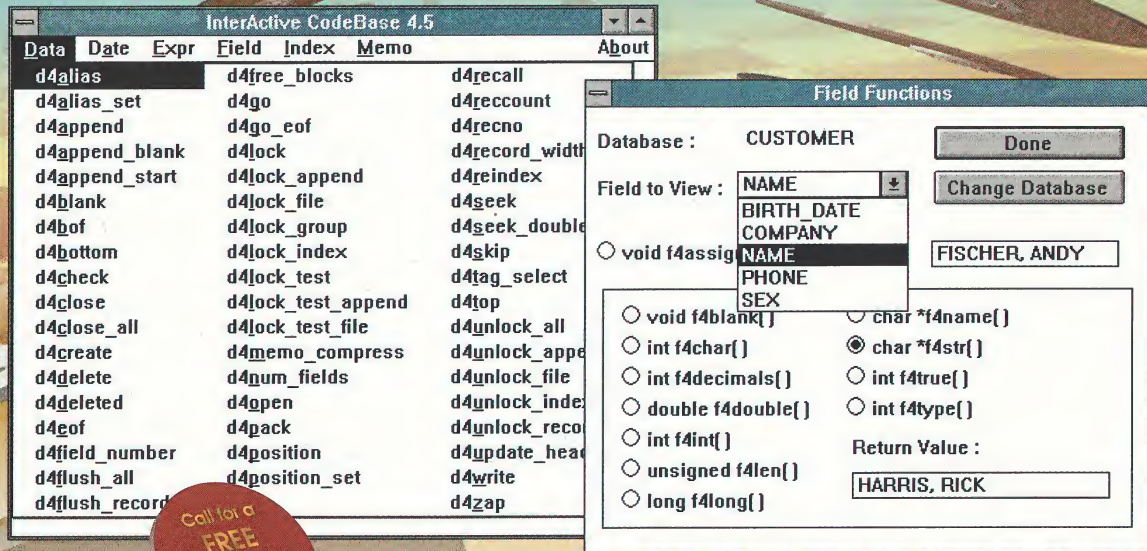 InterActive CodeBase 4.5
Data Date Expr Field Index Memo About
d4alias
d4alias_set
d4append
d4append_blank
d4append_start
d4blank
d4bof
d4bottom
d4check
d4close
d4close_all
d4create
d4delete
d4deleted
d4eof
d4field_number
d4flush_all
d4flush_record
d4free_blocks
d4go
d4go_eof
d4lock
d4lock_append
d4lock_file
d4lock_group
d4lock_index
d4lock_test
d4lock_test_append
d4lock_test_file
d4memo_compress
d4num_fields
d4open
d4pack
d4position
d4position_set
d4recall
d4reccount
d4recno
d4record_width
d4reindex
d4seek
d4seek_double
d4skip
d4tag_select
d4top
d4unlock_all
d4unlock_appe
d4unlock_file
d4unlock_inde
d4unlock_reco
d4update_head
d4write
d4zap
Call for a
FREE
Field Functions
Database : CUSTOMER
Done
Field to View : NAME
Change Database
BIRTH_DATE
COMPANY
NAME
PHONE
SEX
void f4assig
FISCHER, ANDY
void f4blank( )
int f4char( )
int f4decimals( )
double f4double( )
int f4int( )
unsigned f4len( )
long f4long( )
char *f4name( )
char *f4str( )
int f4true( )
int f4type( )
Return Value :
HARRIS, RICK